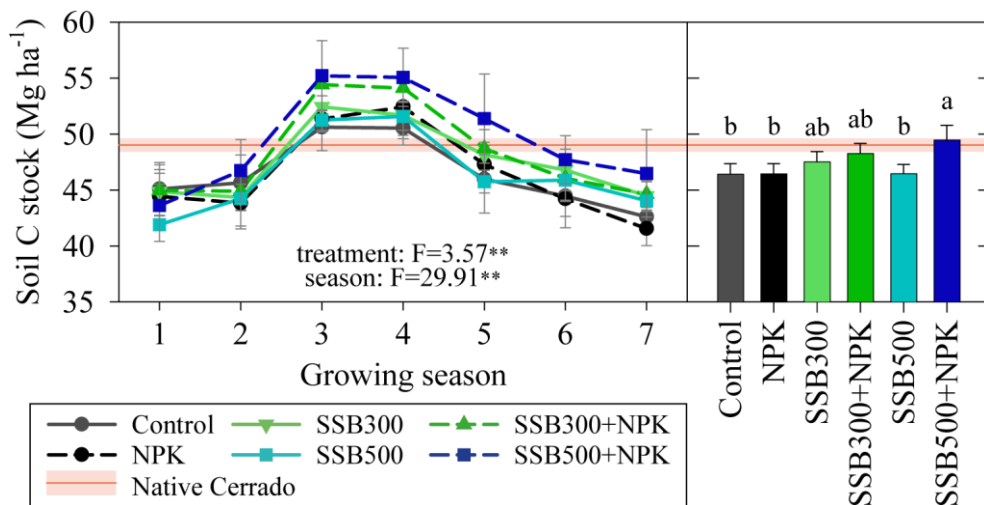 Soil C stock (Mg ha⁻¹)
60
55
50
45
40
35
treatment: F=3.57**
season: F=29.91**
1 2 3 4 5 6 7
Growing season
b b ab ab b a
Control
NPK
SSB300
SSB300+NPK
SSB500
SSB500+NPK
Control SSB300 SSB300+NPK
NPK SSB500 SSB500+NPK
Native Cerrado